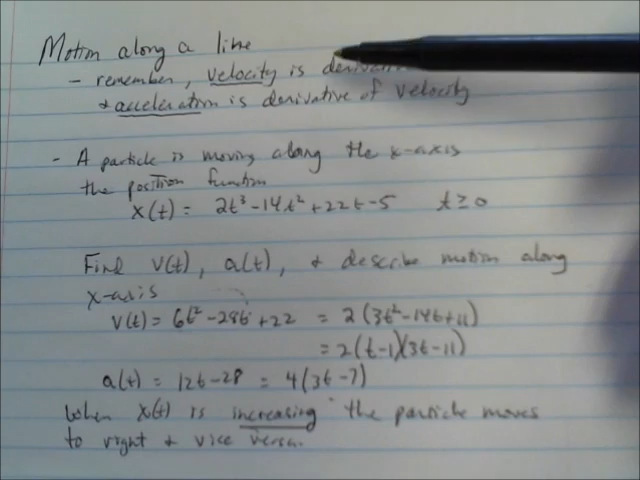 Motion along a line
- remember, velocity is deriva
+ acceleration is derivative of velocity
- A particle is moving along the x-axis
the position function
x(t) = 2t³-14t²+22t-5 t≥0
Find v(t), a(t), + describe motion along
x-axis
v(t) = 6t²-28t+22 = 2(3t²-14t+11)
= 2(t-1)(3t-11)
a(t) = 12t-28 = 4(3t-7)
When x(t) is increasing the particle moves
to right + vice versa.